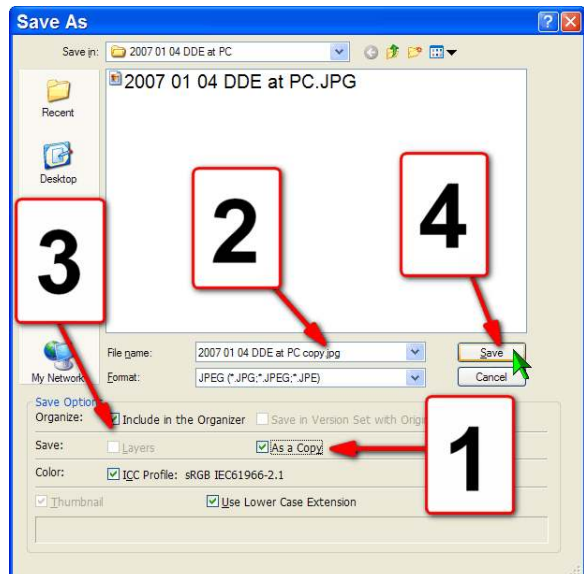 Save As
Save in: 2007 01 04 DDE at PC
2007 01 04 DDE at PC.JPG
Recent
Desktop
3
2
4
My Network
File name: 2007 01 04 DDE at PC copy.jpg Save
Format: JPEG (*.JPG;*.JPEG;*.JPE) Cancel
Save Options
Organize: Include in the Organizer Save in Version Set with
Save: Layers As a Copy
1
Color: ICC Profile: sRGB IEC61966-2.1
Thumbnail Use Lower Case Extension